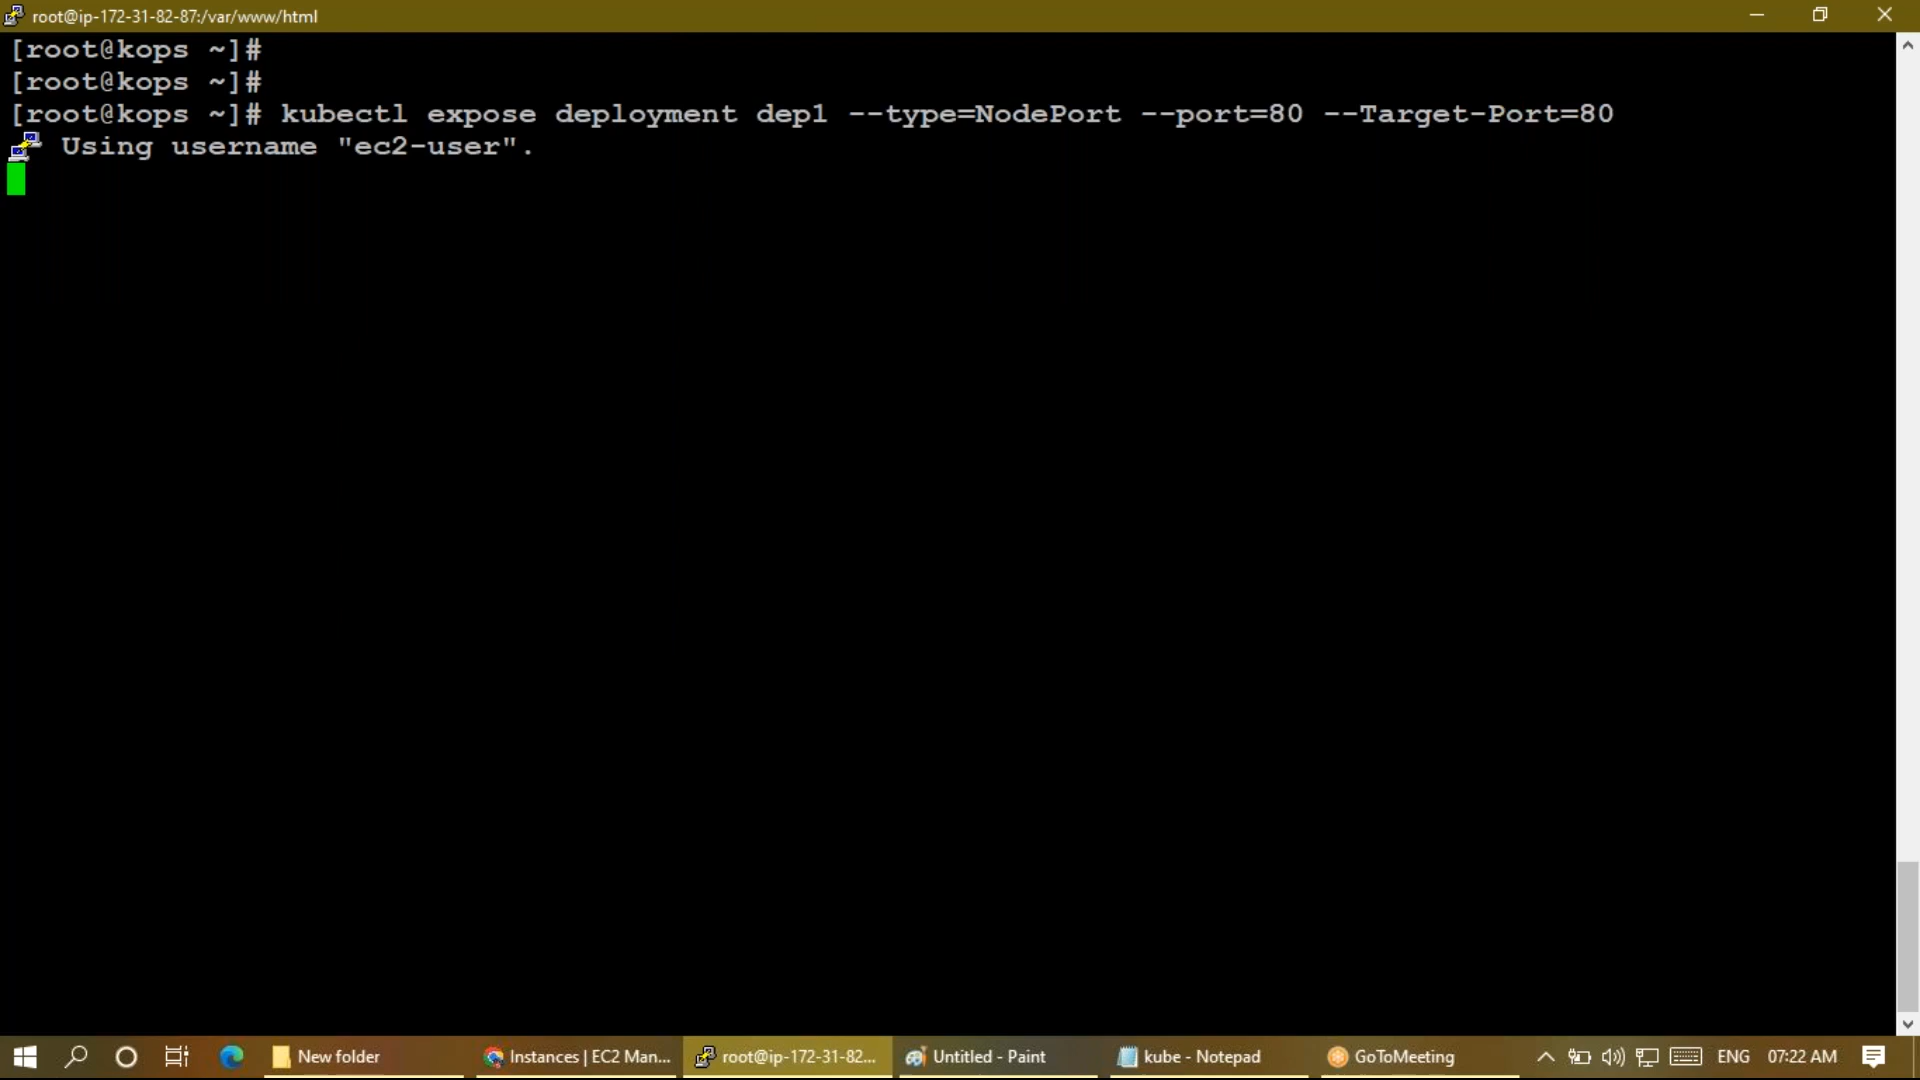 root@ip-172-31-82-87:/var/www/html
[root@kops ~]#
[root@kops ~]#
[root@kops ~]# kubectl expose deployment dep1 --type=NodePort --port=80 --Target-Port=80
Using username "ec2-user".
New folder
Instances | EC2 Man...
root@ip-172-31-82...
Untitled - Paint
kube - Notepad
GoToMeeting
ENG
07:22 AM